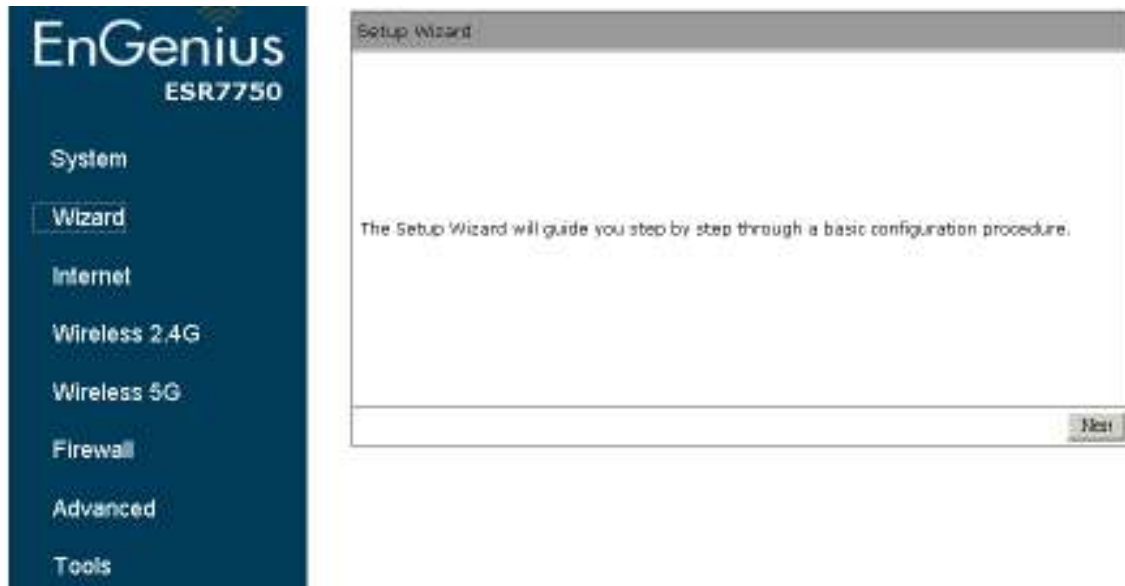 EnGenius
ESR7750
System
Wizard
Internet
Wireless 2.4G
Wireless 5G
Firewall
Advanced
Tools
Setup Wizard
The Setup Wizard will guide you step by step through a basic configuration procedure.
Next